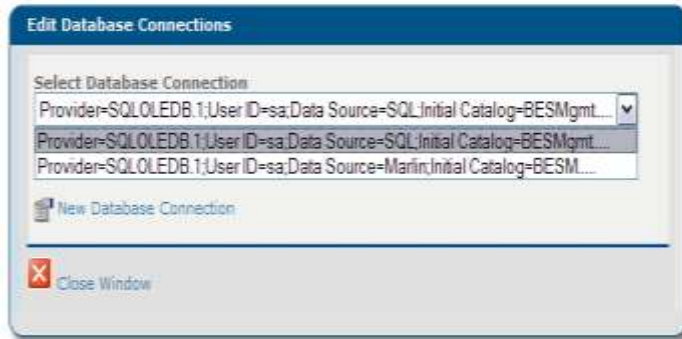 Edit Database Connections
Select Database Connection
Provider=SQLOLEDB.1;User ID=sa;Data Source=SQL;Initial Catalog=BESMgmt....
Provider=SQLOLEDB.1;User ID=sa;Data Source=SQL;Initial Catalog=BESMgmt....
Provider=SQLOLEDB.1;User ID=sa;Data Source=Marlin;Initial Catalog=BESM.....
New Database Connection
Close Window